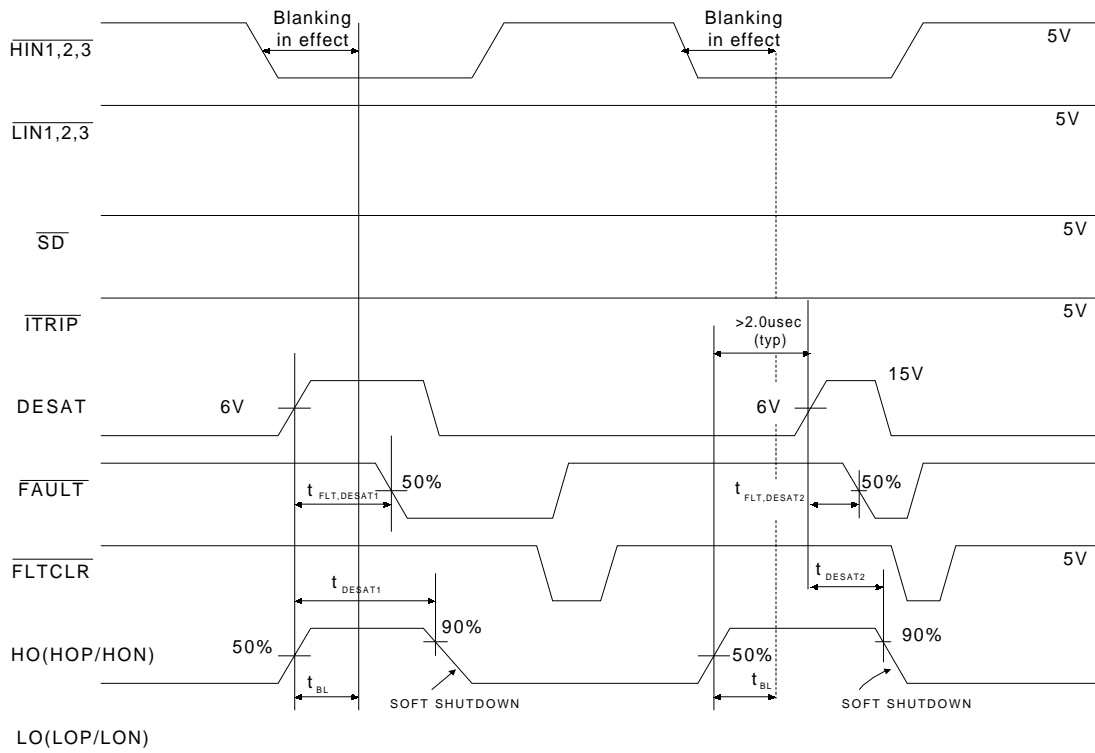 Blanking
in effect
Blanking
in effect
HIN1,2,3
5V
LIN1,2,3
5V
SD
5V
ITRIP
5V
>2.0usec
(typ)
DESAT
6V
6V
15V
FAULT
t FLT,DESAT1
50%
t FLT,DESAT2
50%
FLTCLR
5V
t DESAT1
t DESAT2
HO(HOP/HON)
50%
90%
50%
90%
t BL
SOFT SHUTDOWN
t BL
SOFT SHUTDOWN
LO(LOP/LON)